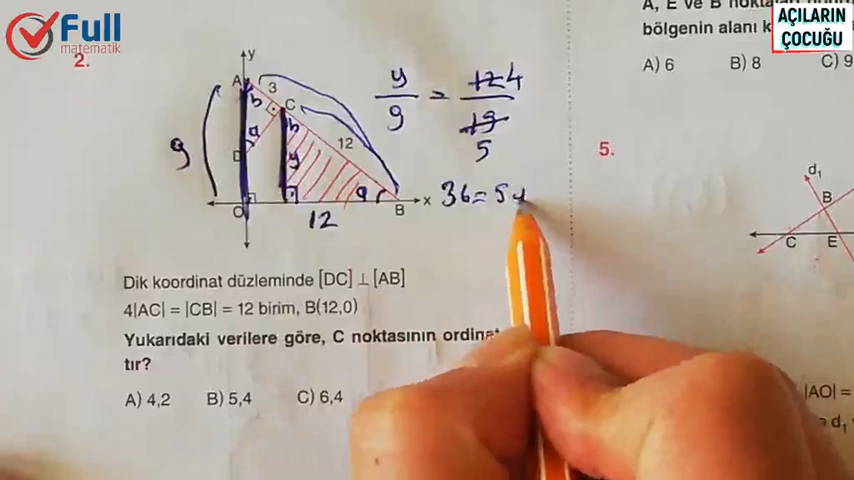 Full
matematik
AÇILARIN
ÇOCUĞU
A, E ve B noktaları
bölgenin alanı k
A) 6 B) 8 C) 9
2.
y
A
3
b
C
a
b
D
y
12
9
a
O
B
x
12
y/9 = 12 4/19 5
36 = 5y
Dik koordinat düzleminde [DC] ⊥ [AB]
4|AC| = |CB| = 12 birim, B(12,0)
Yukarıdaki verilere göre, C noktasının ordinat
tır?
A) 4,2 B) 5,4 C) 6,4
5.
d₁
B
C
E
|AO| =
d₁